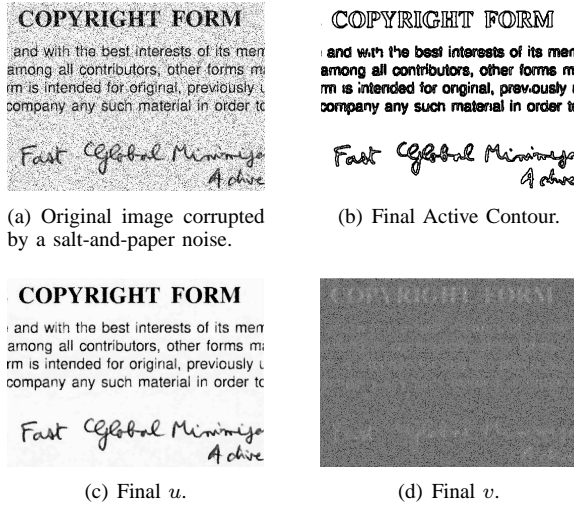 COPYRIGHT FORM
and with the best interests of its mem
among all contributors, other forms ma
rm is intended for original, previously u
company any such material in order to
Fast Global Minimiza
Active
(a) Original image corrupted
by a salt-and-paper noise.
COPYRIGHT FORM
and with the best interests of its mem
among all contributors, other forms m
rm is intended for original, previously
company any such material in order to
Fast Global Minimiza
Active
(b) Final Active Contour.
COPYRIGHT FORM
and with the best interests of its mem
among all contributors, other forms ma
rm is intended for original, previously u
company any such material in order to
Fast Global Minimiza
Active
(c) Final u.
COPYRIGHT FORM
(d) Final v.